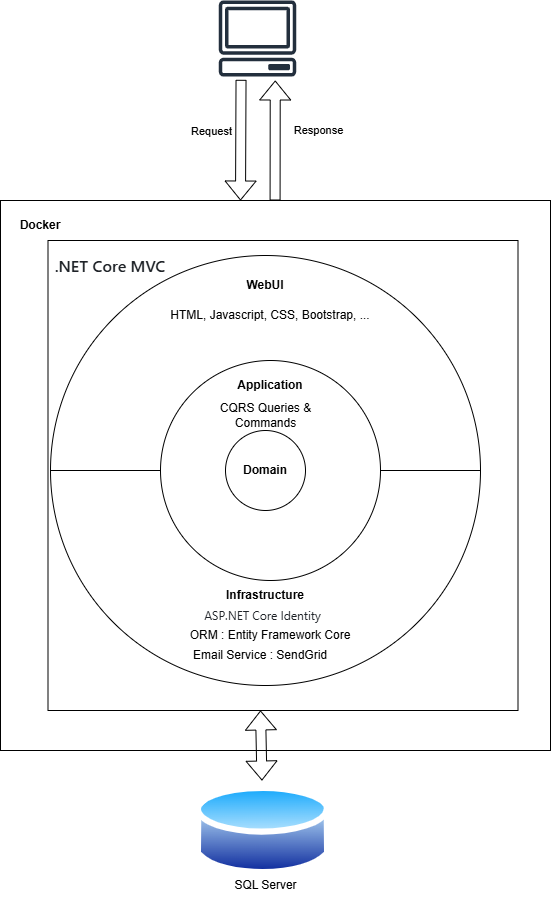 Request
Response
Docker
.NET Core MVC
WebUI
HTML, Javascript, CSS, Bootstrap, ...
Application
CQRS Queries &
Commands
Domain
Infrastructure
ASP.NET Core Identity
ORM : Entity Framework Core
Email Service : SendGrid
SQL Server